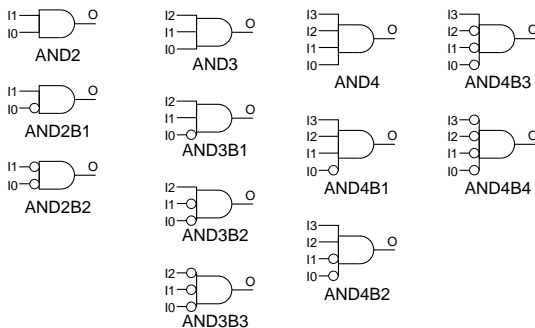 I1
I0
O
AND2
I1
I0
O
AND2B1
I1
I0
O
AND2B2
I2
I1
I0
O
AND3
I2
I1
I0
O
AND3B1
I2
I1
I0
O
AND3B2
I2
I1
I0
O
AND3B3
I3
I2
I1
I0
O
AND4
I3
I2
I1
I0
O
AND4B1
I3
I2
I1
I0
O
AND4B2
I3
I2
I1
I0
O
AND4B3
I3
I2
I1
I0
O
AND4B4